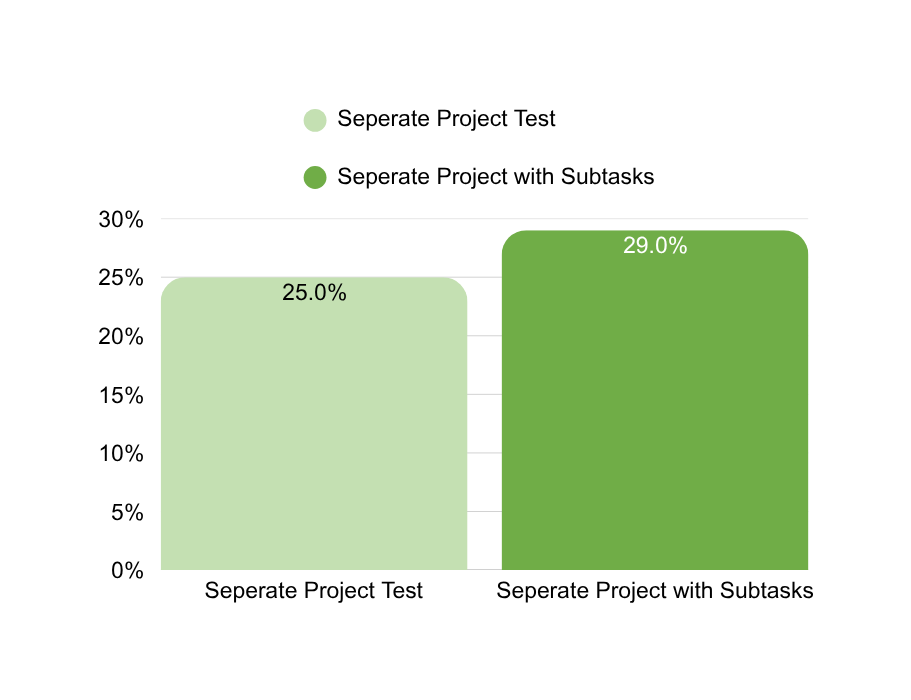 Seperate Project Test
Seperate Project with Subtasks
30%
29.0%
25%
25.0%
20%
15%
10%
5%
0%
Seperate Project Test
Seperate Project with Subtasks